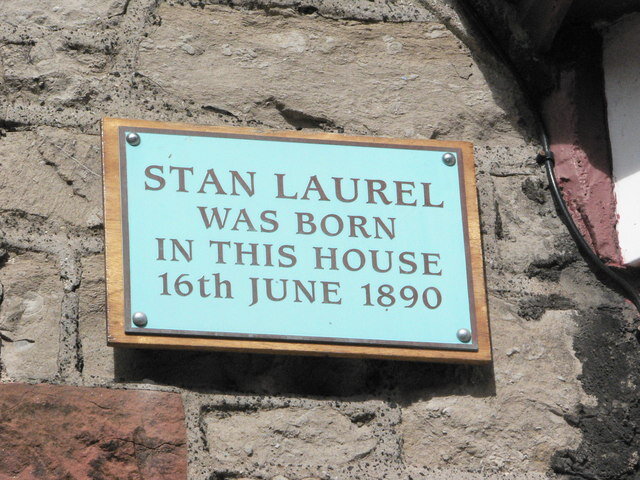 STAN LAUREL
WAS BORN
IN THIS HOUSE
16th JUNE 1890